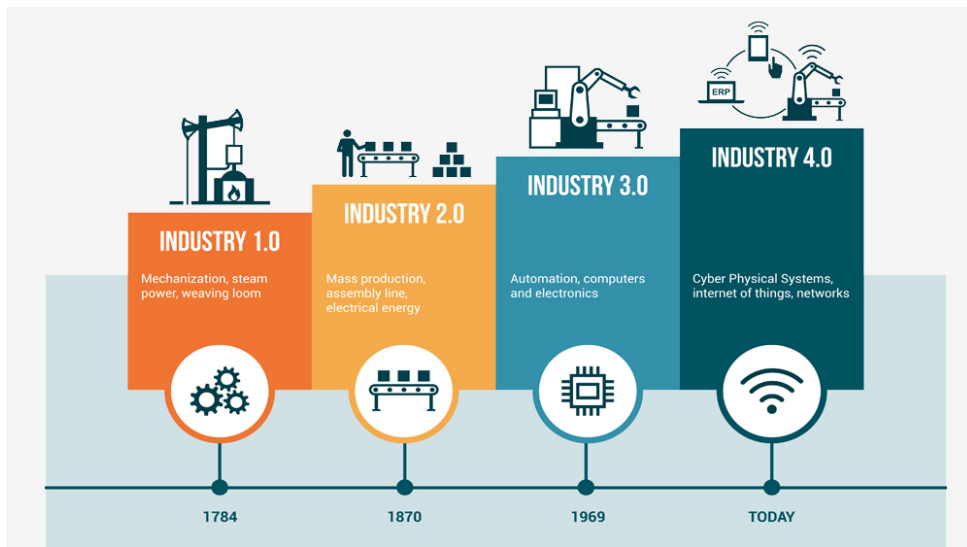 ERP
INDUSTRY 1.0
Mechanization, steam
power, weaving loom
INDUSTRY 2.0
Mass production,
assembly line,
electrical energy
INDUSTRY 3.0
Automation, computers
and electronics
INDUSTRY 4.0
Cyber Physical Systems,
internet of things, networks
1784
1870
1969
TODAY